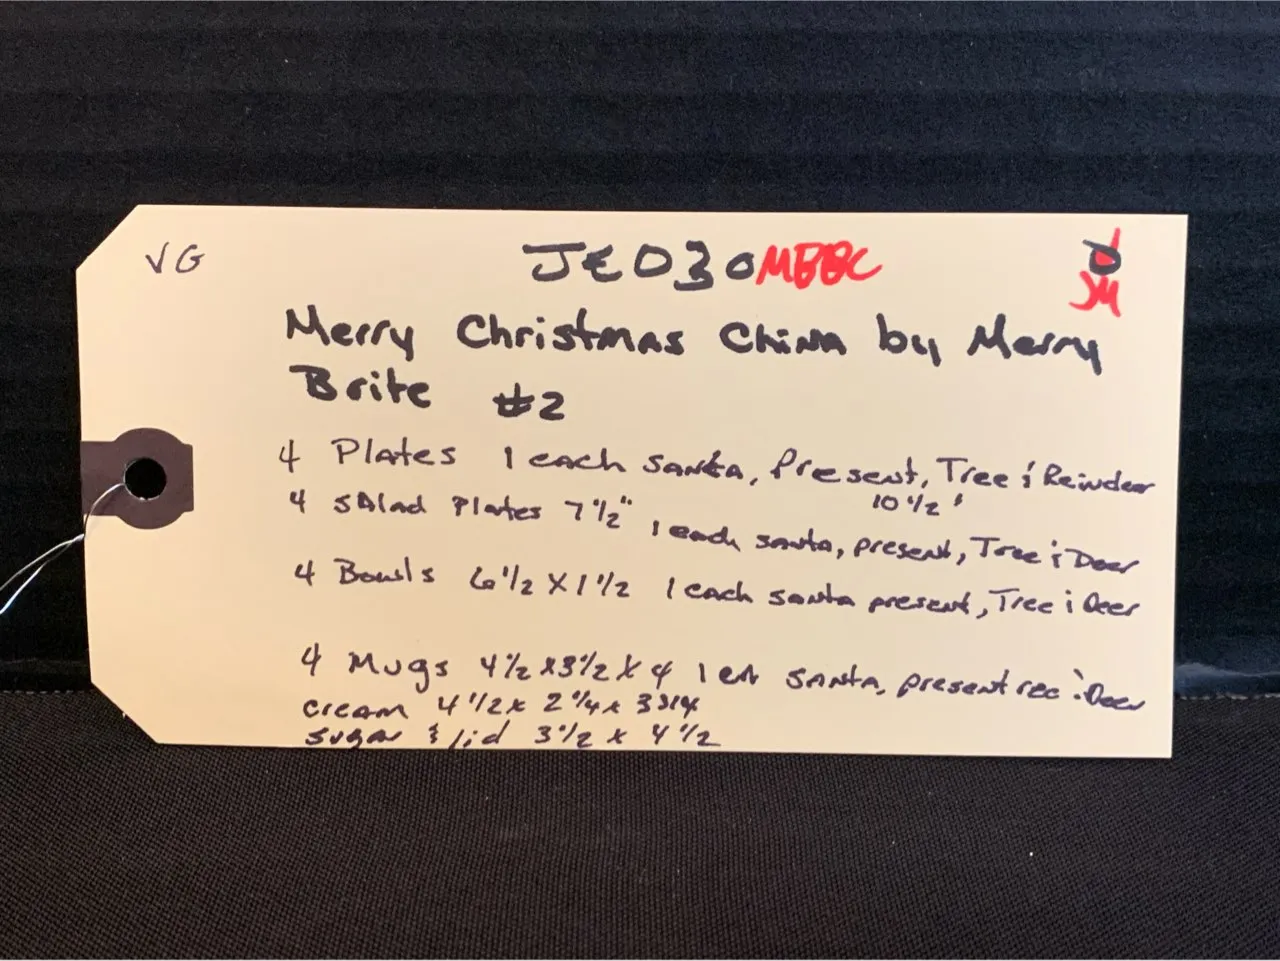 VG JE030MBBC JM
Merry Christmas China by Merry
Brite #2
4 Plates 1 each santa, Present, Tree & Reindeer
10 1/2"
4 SAlad Plates 7 1/2" 1 each santa, present, Tree & Deer
4 Bowls 6 1/2 X 1 1/2 1 each santa present, Tree & Deer
4 Mugs 4 1/2 x 3 1/2 X 4 1 ea santa, present ree & Deer
cream 4 1/2 x 2 1/4 x 3 3/4
sugar & lid 3 1/2 x 4 1/2